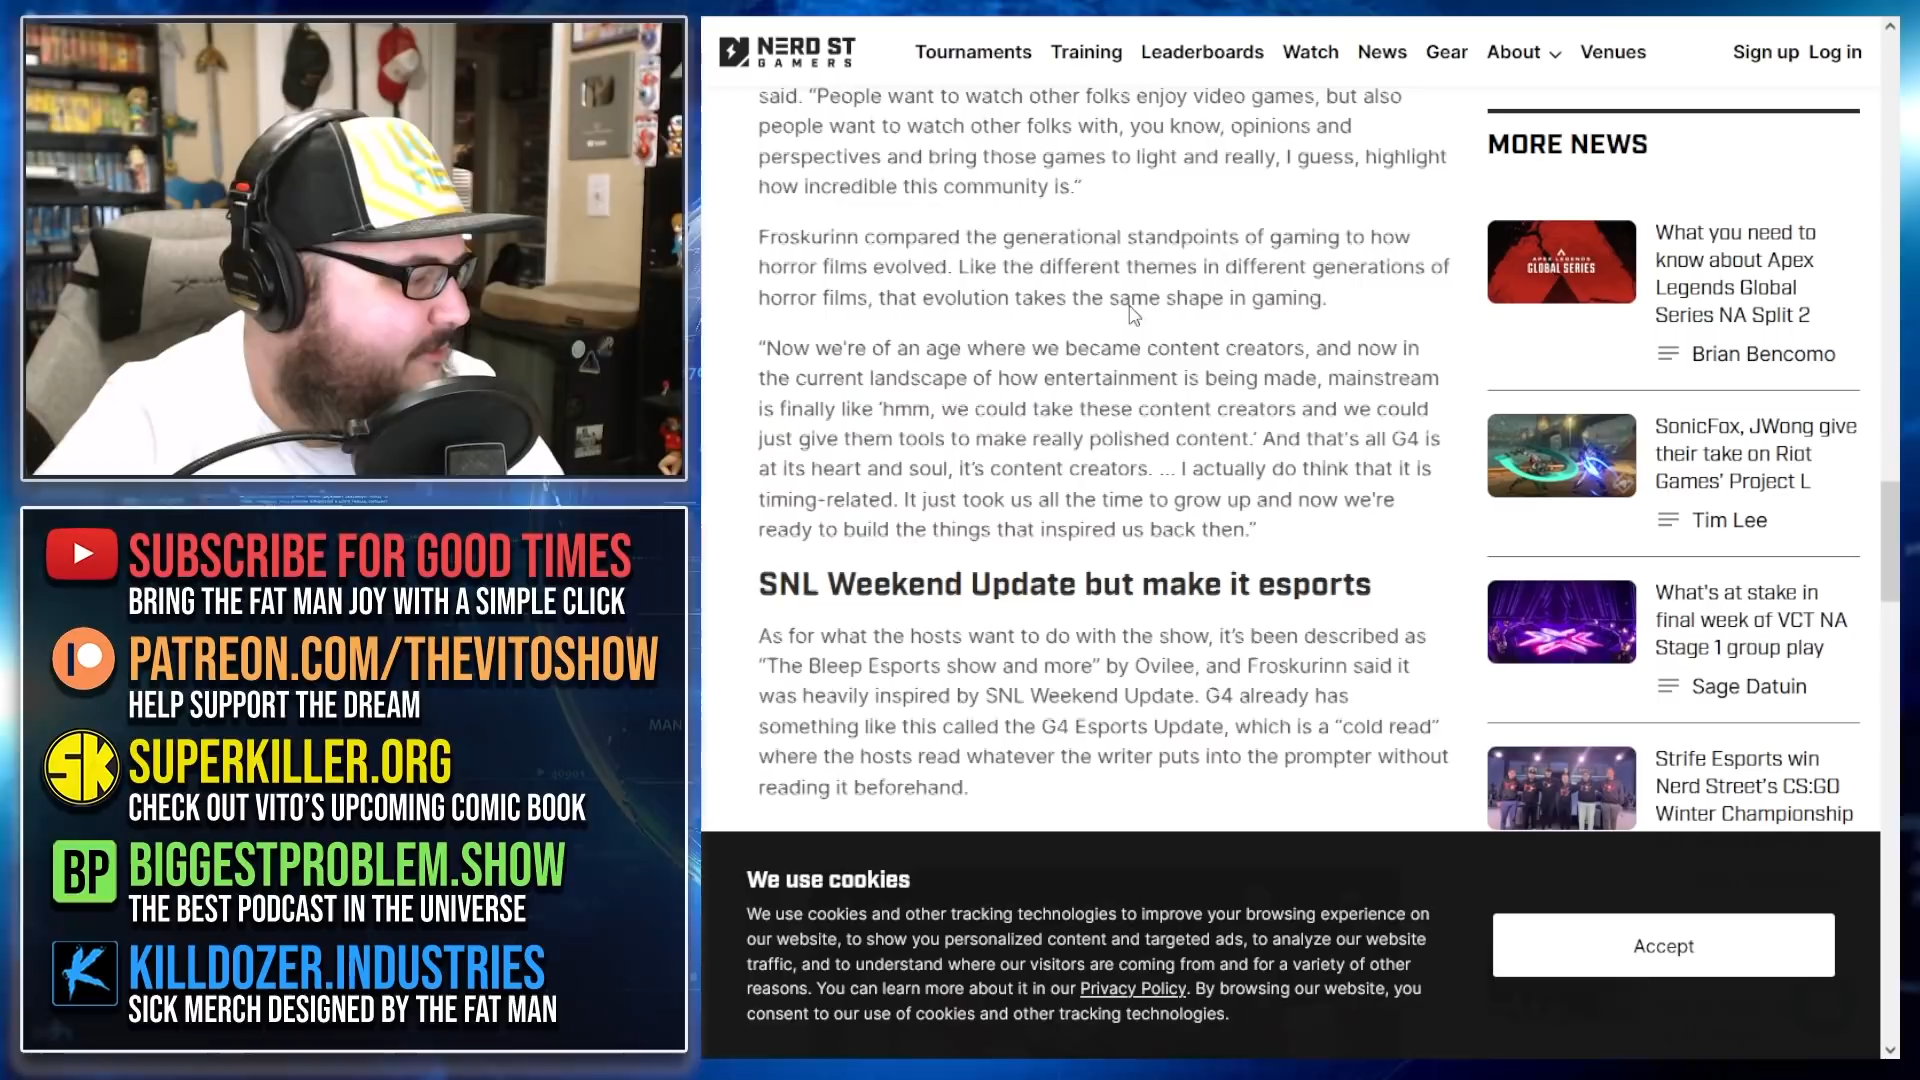 SUBSCRIBE FOR GOOD TIMES
BRING THE FAT MAN JOY WITH A SIMPLE CLICK
PATREON.COM/THEVITOSHOW
HELP SUPPORT THE DREAM
SK
SUPERKILLER.ORG
CHECK OUT VITO'S UPCOMING COMIC BOOK
BP
BIGGESTPROBLEM.SHOW
THE BEST PODCAST IN THE UNIVERSE
K
KILLDOZER.INDUSTRIES
SICK MERCH DESIGNED BY THE FAT MAN
MAN
NERD ST
GAMERS
Tournaments Training Leaderboards Watch News Gear About Venues Sign up Log in
said. “People want to watch other folks enjoy video games, but also
people want to watch other folks with, you know, opinions and
perspectives and bring those games to light and really, I guess, highlight
how incredible this community is.”
Froskurinn compared the generational standpoints of gaming to how
horror films evolved. Like the different themes in different generations of
horror films, that evolution takes the same shape in gaming.
“Now we're of an age where we became content creators, and now in
the current landscape of how entertainment is being made, mainstream
is finally like ‘hmm, we could take these content creators and we could
just give them tools to make really polished content.’ And that's all G4 is
at its heart and soul, it’s content creators. ... I actually do think that it is
timing-related. It just took us all the time to grow up and now we're
ready to build the things that inspired us back then.”
SNL Weekend Update but make it esports
As for what the hosts want to do with the show, it’s been described as
“The Bleep Esports show and more” by Ovilee, and Froskurinn said it
was heavily inspired by SNL Weekend Update. G4 already has
something like this called the G4 Esports Update, which is a “cold read”
where the hosts read whatever the writer puts into the prompter without
reading it beforehand.
MORE NEWS
APEX LEGENDS
GLOBAL SERIES
What you need to
know about Apex
Legends Global
Series NA Split 2
Brian Bencomo
SonicFox, JWong give
their take on Riot
Games’ Project L
Tim Lee
What's at stake in
final week of VCT NA
Stage 1 group play
Sage Datuin
Strife Esports win
Nerd Street’s CS:GO
Winter Championship
We use cookies
We use cookies and other tracking technologies to improve your browsing experience on
our website, to show you personalized content and targeted ads, to analyze our website
traffic, and to understand where our visitors are coming from and for a variety of other
reasons. You can learn more about it in our Privacy Policy. By browsing our website, you
consent to our use of cookies and other tracking technologies.
Accept